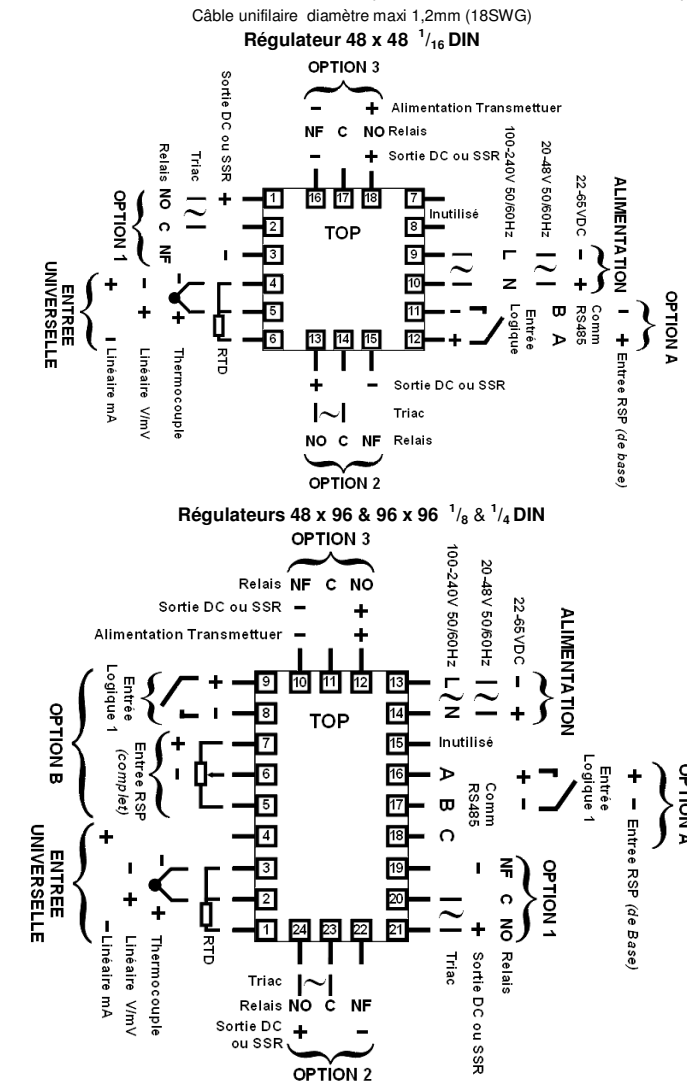 Câble unifilaire diamètre maxi 1,2mm (18SWG)
Régulateur 48 x 48 1/16 DIN
OPTION 3
− + Alimentation Transmettuer
NF C NO Relais
− + Sortie DC ou SSR
Sortie DC ou SSR
+
−
Triac
~
Relais NO C NF
OPTION 1
16 17 18
TOP
1
2
3
4
5
6
7
8
9
10
11
12
13 14 15
Inutilisé
100-240V 50/60Hz L N
~
20-48V 50/60Hz
~
22-65VDC − +
ALIMENTATION
− +
Entrée
Logique
B A
Comm
RS485
− + Entree RSP (de base)
OPTION A
RTD
− + Thermocouple
− + Linéaire V/mV
+ − Linéaire mA
ENTREE
UNIVERSELLE
+ − Sortie DC ou SSR
~ Triac
NO C NF Relais
OPTION 2
Régulateurs 48 x 96 & 96 x 96 1/8 & 1/4 DIN
OPTION 3
Relais NF C NO
Sortie DC ou SSR − +
Alimentation Transmettuer − +
10 11 12
TOP
9
8
7
6
5
4
3
2
1
13
14
15
16
17
18
19
20
21
24 23 22
100-240V 50/60Hz
L ~ N
20-48V 50/60Hz
~
22-65VDC
− +
ALIMENTATION
Inutilisé
A B C
Comm
RS485
+ −
Entrée
Logique 1
+ − Entree RSP (de Base)
OPTION A
OPTION 1
NF C NO Relais
− + Sortie DC ou SSR
~ Triac
+ −
Entrée
Logique 1
+ −
Entree RSP
(complet)
OPTION B
RTD
− + Thermocouple
− + Linéaire V/mV
+ − Linéaire mA
ENTREE
UNIVERSELLE
Triac ~
Relais NO C NF
Sortie DC + −
ou SSR
OPTION 2